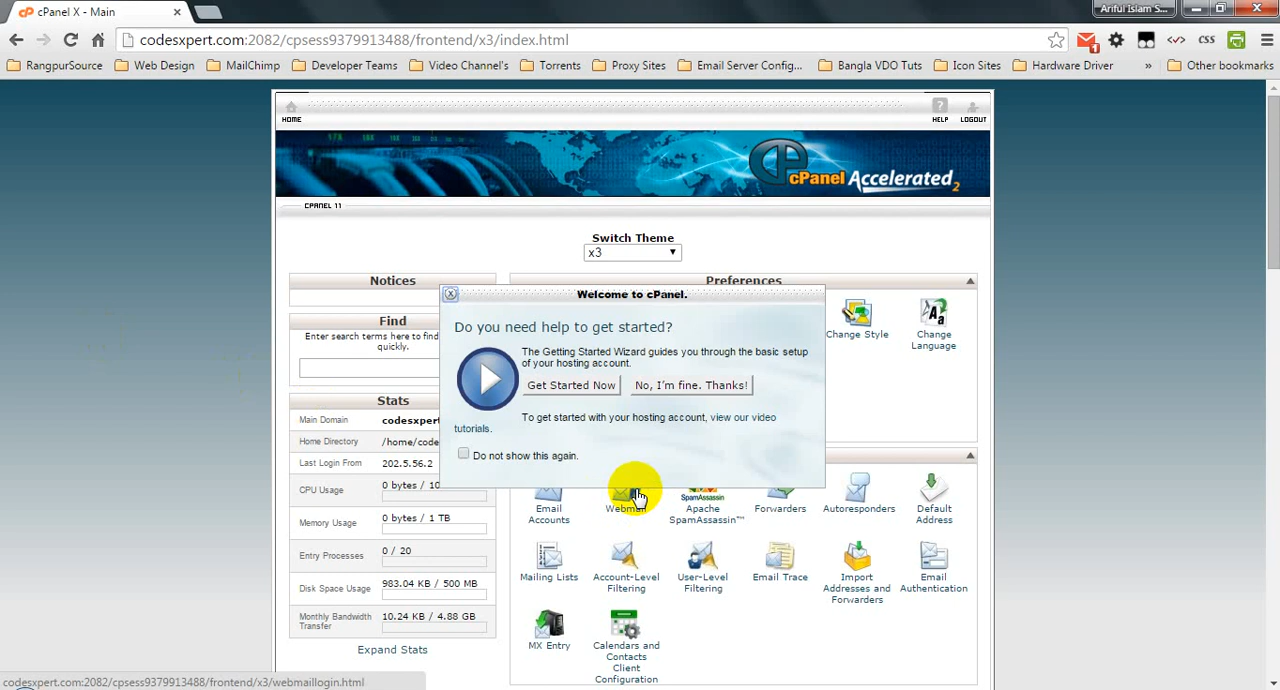 cPanel X - Main
Ariful Islam S...
codesxpert.com:2082/cpsess9379913488/frontend/x3/index.html
1
CSS
RangpurSource
Web Design
MailChimp
Developer Teams
Video Channel's
Torrents
Proxy Sites
Email Server Config...
Bangla VDO Tuts
Icon Sites
Hardware Driver
»
Other bookmarks
HOME
HELP
LOGOUT
cPanel Accelerated2
CPANEL 11
Switch Theme
x3
Notices
Find
Enter search terms here to find
quickly.
Stats
Main Domain codesxpert
Home Directory /home/code
Last Login From 202.5.56.2
CPU Usage 0 bytes / 10
Memory Usage 0 bytes / 1 TB
Entry Processes 0 / 20
Disk Space Usage 983.04 KB / 500 MB
Monthly Bandwidth
Transfer
10.24 KB / 4.88 GB
Expand Stats
Preferences
Change Style
Change
Language
Welcome to cPanel.
Do you need help to get started?
The Getting Started Wizard guides you through the basic setup
of your hosting account.
Get Started Now
No, I'm fine. Thanks!
To get started with your hosting account, view our video
tutorials.
Do not show this again.
Email
Accounts
Webmail
SpamAssassin
Apache
SpamAssassin™
Forwarders
Autoresponders
Default
Address
Mailing Lists
Account-Level
Filtering
User-Level
Filtering
Email Trace
Import
Addresses and
Forwarders
Email
Authentication
MX Entry
Calendars and
Contacts
Client
Configuration
codesxpert.com:2082/cpsess9379913488/frontend/x3/webmaillogin.html